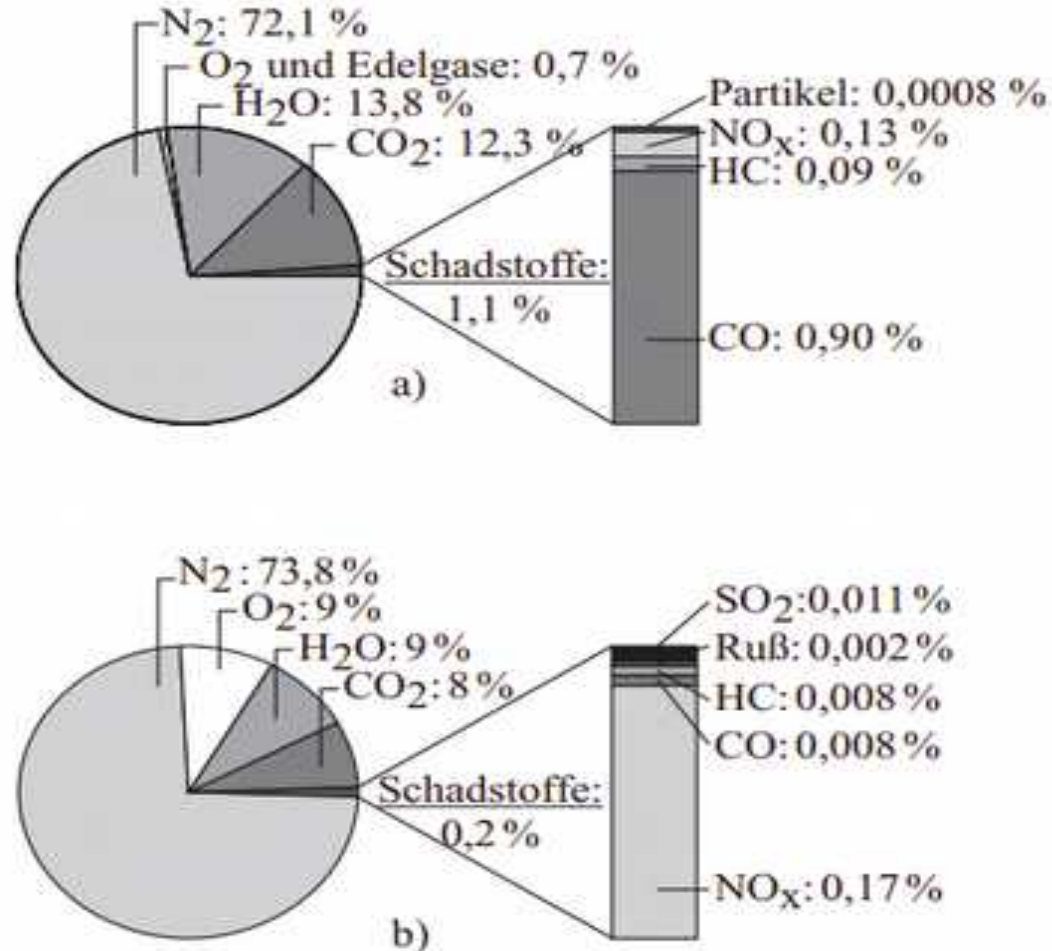 N2: 72,1 %
O2 und Edelgase: 0,7 %
H2O: 13,8 %
CO2: 12,3 %
Partikel: 0,0008 %
NOx: 0,13 %
HC: 0,09 %
Schadstoffe:
1,1 %
CO: 0,90 %
a)
N2: 73,8 %
O2: 9 %
H2O: 9 %
CO2: 8 %
SO2: 0,011 %
Ruß: 0,002 %
HC: 0,008 %
CO: 0,008 %
Schadstoffe:
0,2 %
NOx: 0,17 %
b)